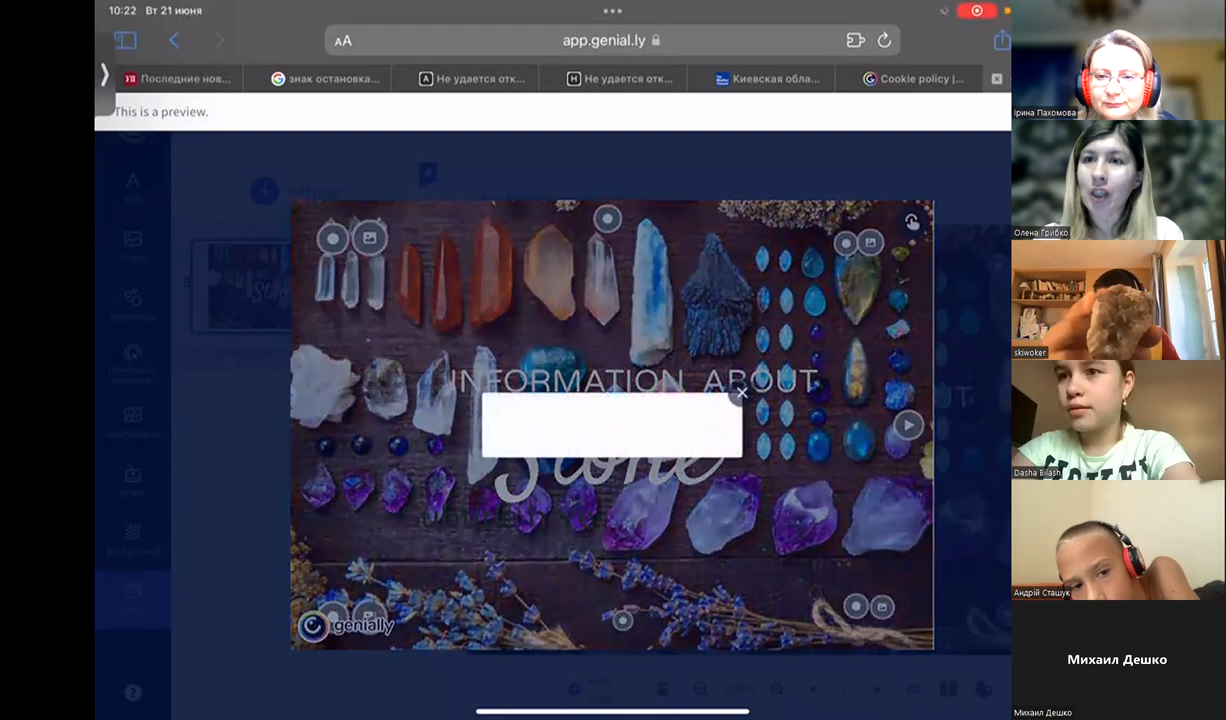 10:22 Вт 21 июня
AA
app.genial.ly
Последние нов...
знак остановка...
Не удается отк...
Не удается отк...
Киевская обла...
Cookie policy |...
This is a preview.
INFORMATION ABOUT
Stone
genially
Ірина Пахомова
Олена Грибко
skiwoker
Dasha Bilash
Андрій Сташук
Михаил Дешко
Михаил Дешко